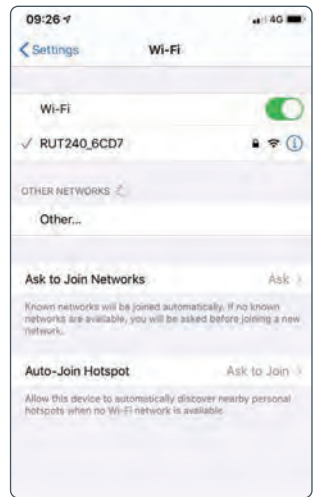 09:26
4G
Settings
Wi-Fi
Wi-Fi
RUT240_6CD7
OTHER NETWORKS
Other...
Ask to Join Networks
Ask
Known networks will be joined automatically. If no known
networks are available, you will be asked before joining a new
network.
Auto-Join Hotspot
Ask to Join
Allow this device to automatically discover nearby personal
hotspots when no Wi-Fi network is available.